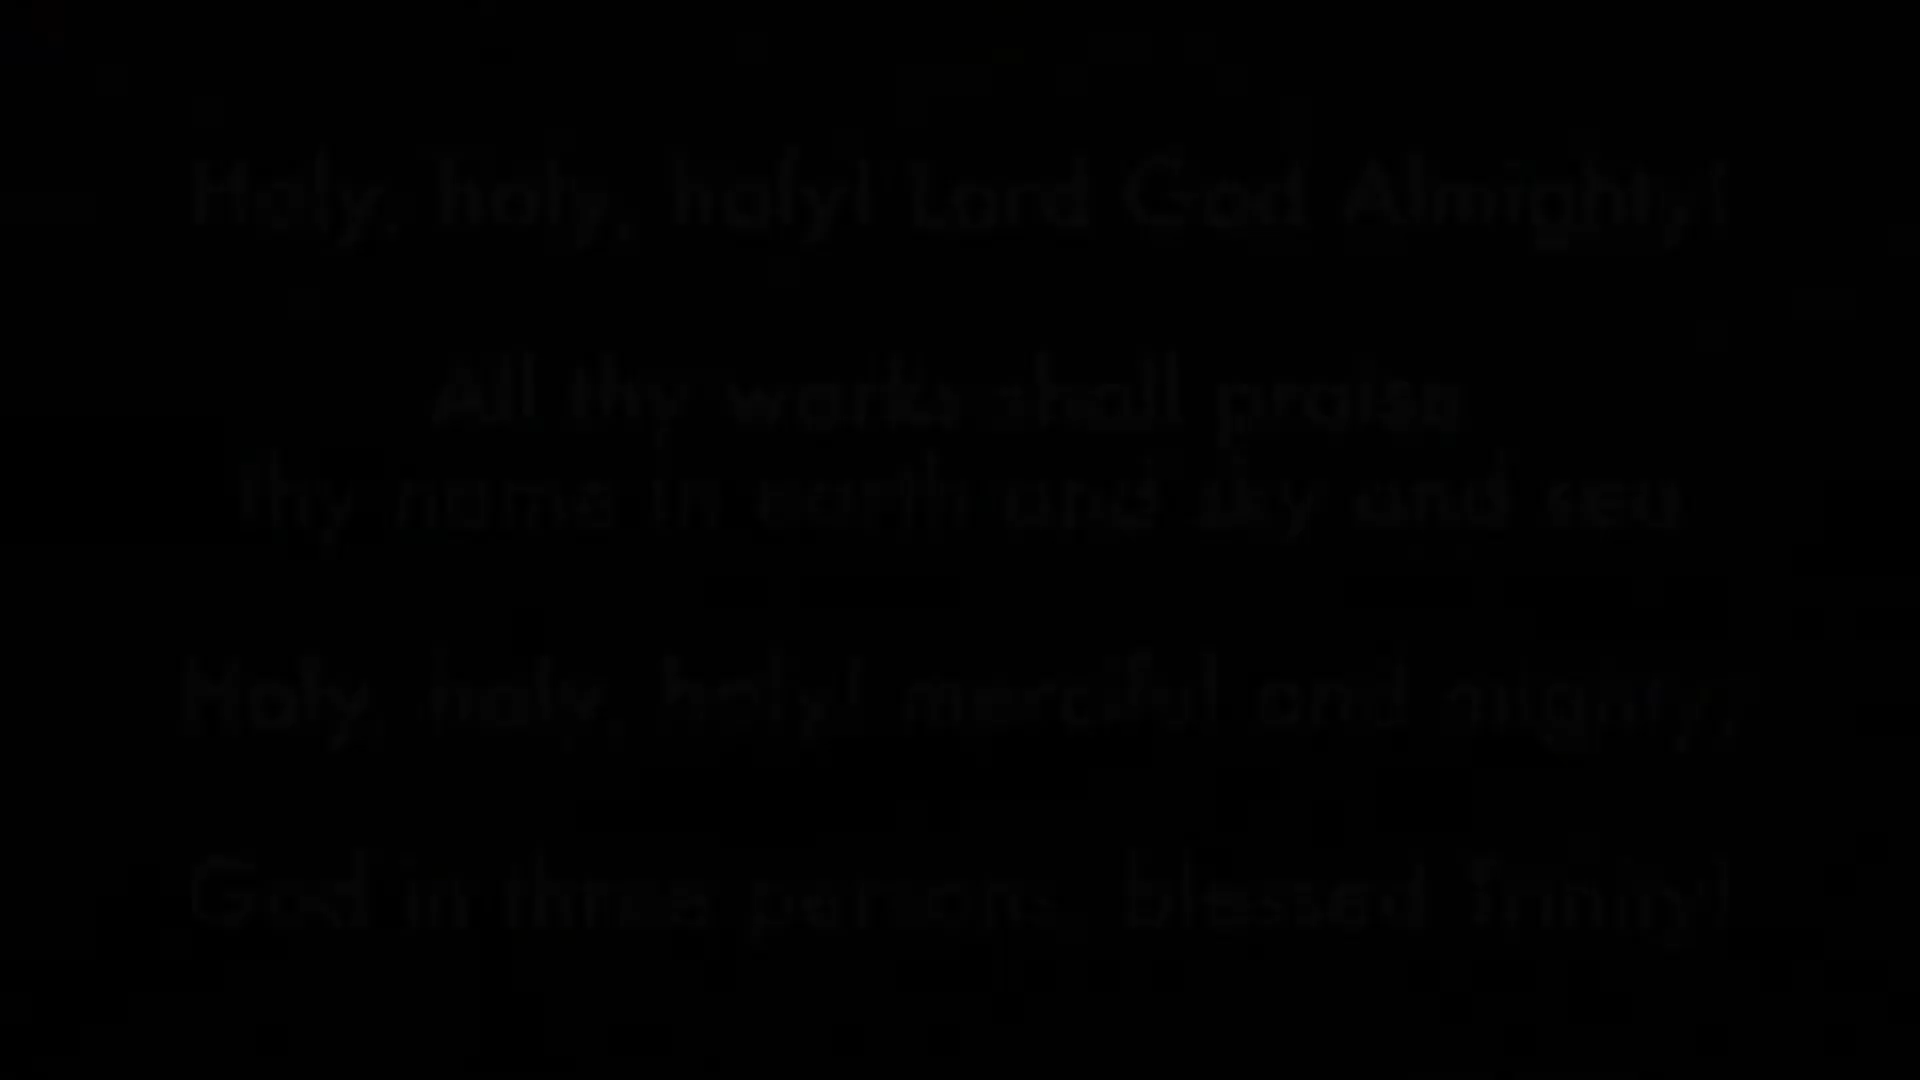 Holy, holy, holy! Lord God Almighty!
All thy works shall praise
thy name in earth and sky and sea
Holy, holy, holy! merciful and mighty,
God in three persons, blessed Trinity!